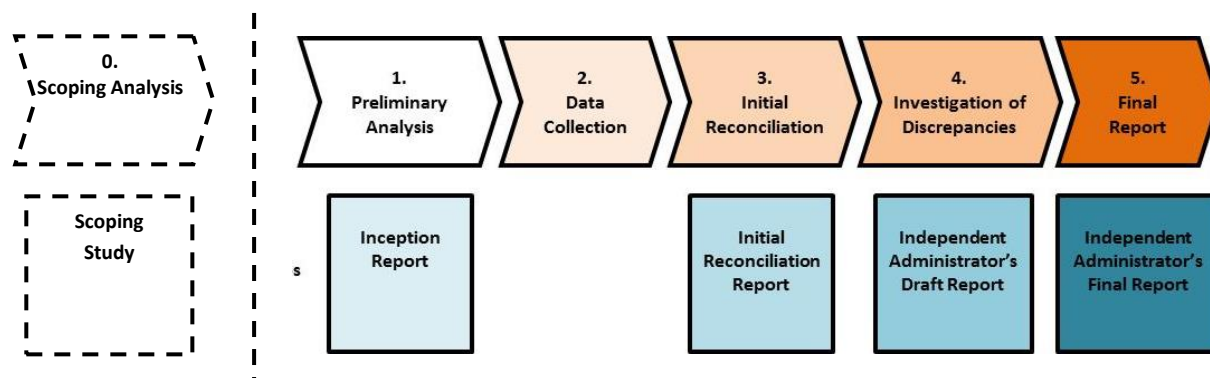 0.
Scoping Analysis
1.
Preliminary
Analysis
2.
Data
Collection
3.
Initial
Reconciliation
4.
Investigation of
Discrepancies
5.
Final
Report
Scoping
Study
s
Inception
Report
Initial
Reconciliation
Report
Independent
Administrator's
Draft Report
Independent
Administrator's
Final Report